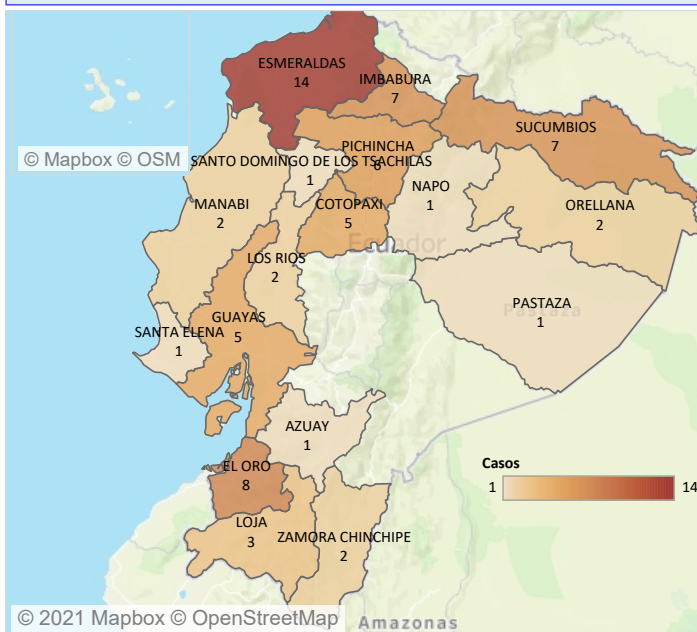 ESMERALDAS
14
IMBABURA
7
SUCUMBIOS
7
PICHINCHA
6
© Mapbox © OSM
SANTO DOMINGO DE LOS TSACHILAS
1
NAPO
1
MANABI
2
COTOPAXI
5
ORELLANA
2
Ecuador
LOS RIOS
2
PASTAZA
1
Pastaza
GUAYAS
5
SANTA ELENA
1
AZUAY
1
EL ORO
8
Casos
1
14
LOJA
3
ZAMORA CHINCHIPE
2
© 2021 Mapbox © OpenStreetMap
Amazonas